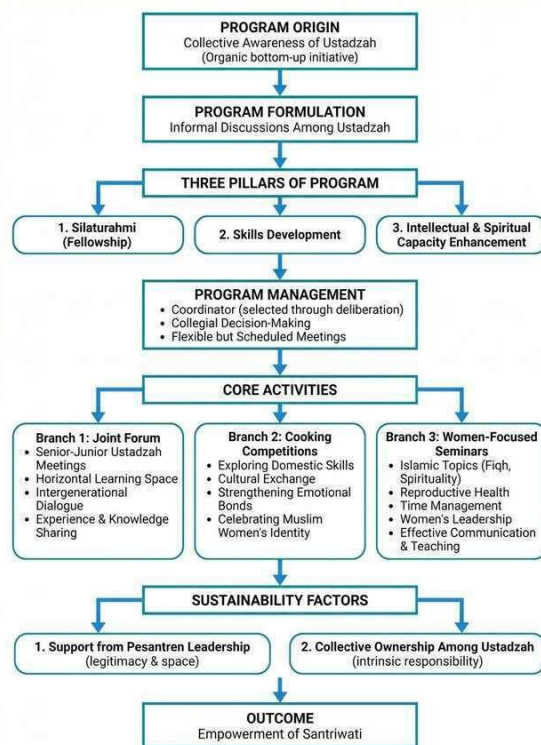 PROGRAM ORIGIN
Collective Awareness of Ustadzah
(Organic bottom-up initiative)
PROGRAM FORMULATION
Informal Discussions Among Ustadzah
THREE PILLARS OF PROGRAM
1. Silaturahmi
(Fellowship)
2. Skills Development
3. Intellectual & Spiritual
Capacity Enhancement
PROGRAM MANAGEMENT
• Coordinator (selected through deliberation)
• Collegial Decision-Making
• Flexible but Scheduled Meetings
CORE ACTIVITIES
Branch 1: Joint Forum
• Senior-Junior Ustadzah
Meetings
• Horizontal Learning Space
• Intergenerational
Dialogue
• Experience & Knowledge
Sharing
Branch 2: Cooking
Competitions
• Exploring Domestic Skills
• Cultural Exchange
• Strengthening Emotional
Bonds
• Celebrating Muslim
Women's Identity
Branch 3: Women-Focused
Seminars
• Islamic Topics (Fiqh,
Spirituality)
• Reproductive Health
• Time Management
• Women's Leadership
• Effective Communication
& Teaching
SUSTAINABILITY FACTORS
1. Support from Pesantren Leadership
(legitimacy & space)
2. Collective Ownership Among Ustadzah
(intrinsic responsibility)
OUTCOME
Empowerment of Santriwati